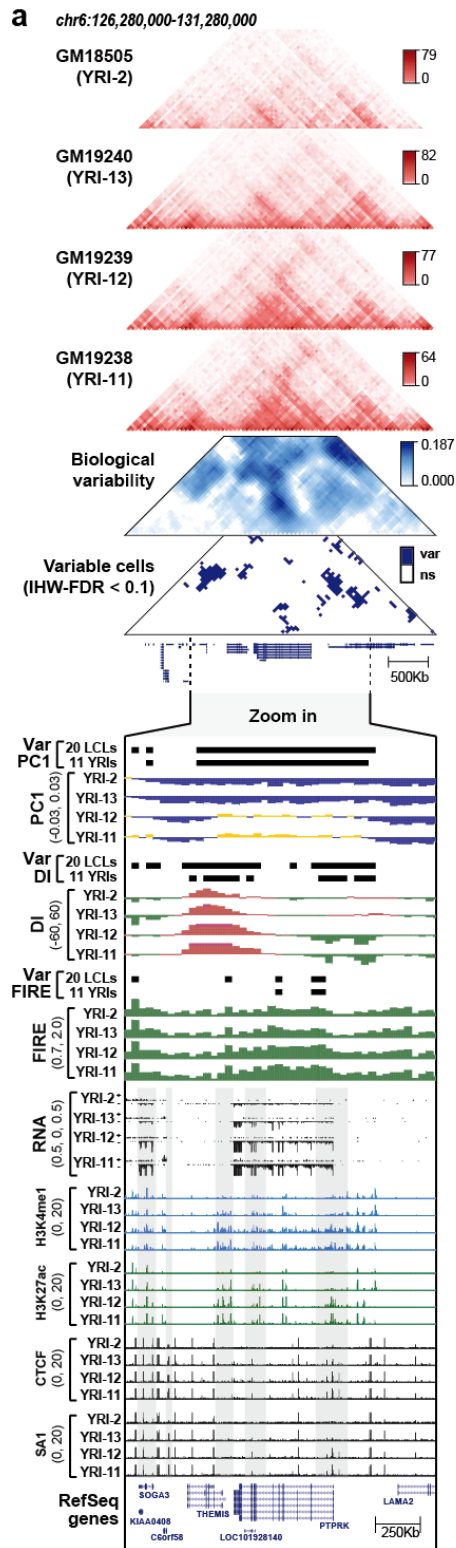 a chr6:126,280,000-131,280,000
GM18505
(YRI-2)
79
0
GM19240
(YRI-13)
82
0
GM19239
(YRI-12)
77
0
GM19238
(YRI-11)
64
0
Biological
variability
0.187
0.000
Variable cells
(IHW-FDR < 0.1)
var
ns
500Kb
Zoom in
Var
PC1
20 LCLs
11 YRIs
PC1
(-0.03, 0.03)
YRI-2
YRI-13
YRI-12
YRI-11
Var
DI
20 LCLs
11 YRIs
DI
(-60, 60)
YRI-2
YRI-13
YRI-12
YRI-11
Var
FIRE
20 LCLs
11 YRIs
FIRE
(0.7, 2.0)
YRI-2
YRI-13
YRI-12
YRI-11
RNA
(0.5, 0, 0.5)
YRI-2
YRI-13
YRI-12
YRI-11
H3K4me1
(0, 20)
YRI-2
YRI-13
YRI-12
YRI-11
H3K27ac
(0, 20)
YRI-2
YRI-13
YRI-12
YRI-11
CTCF
(0, 20)
YRI-2
YRI-13
YRI-12
YRI-11
SA1
(0, 20)
YRI-2
YRI-13
YRI-12
YRI-11
RefSeq
genes
SOGA3
KIAA0408
C6orf58
THEMIS
LOC101928140
PTPRK
LAMA2
250Kb